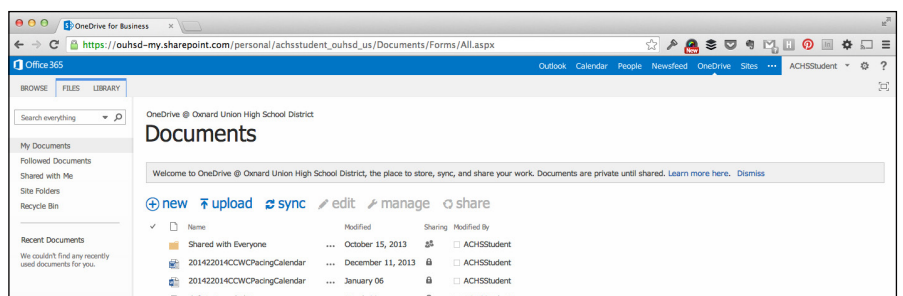 OneDrive for Business
https://ouhsd-my.sharepoint.com/personal/achsstudent_ouhsd_us/Documents/Forms/All.aspx
New
Office 365 Outlook Calendar People Newsfeed OneDrive Sites ••• ACHSStudent ?
BROWSE FILES LIBRARY
Search everything
OneDrive @ Oxnard Union High School District
Documents
My Documents
Followed Documents
Shared with Me
Site Folders
Recycle Bin
Recent Documents
We couldn't find any recently
used documents for you.
Welcome to OneDrive @ Oxnard Union High School District, the place to store, sync, and share your work. Documents are private until shared. Learn more here. Dismiss
new upload sync edit manage share
Name Modified Sharing Modified By
Shared with Everyone ... October 15, 2013 ACHSStudent
201422014CCWCPacingCalendar ... December 11, 2013 ACHSStudent
201422014CCWCPacingCalendar ... January 06 ACHSStudent